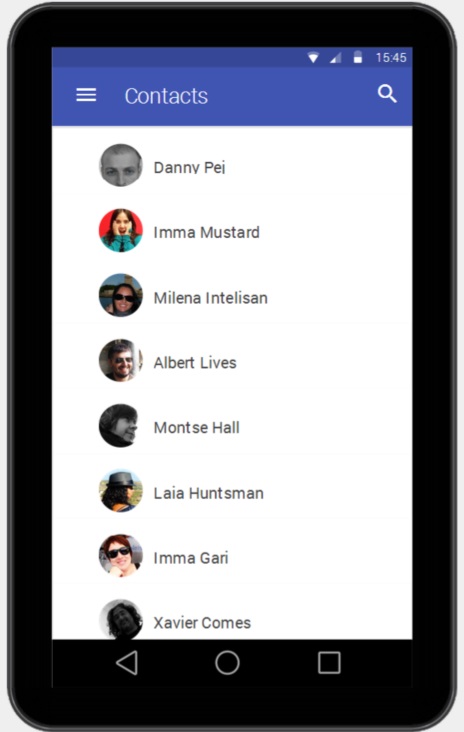 15:45
Contacts
Danny Pei
Imma Mustard
Milena Intelisan
Albert Lives
Montse Hall
Laia Huntsman
Imma Gari
Xavier Comes